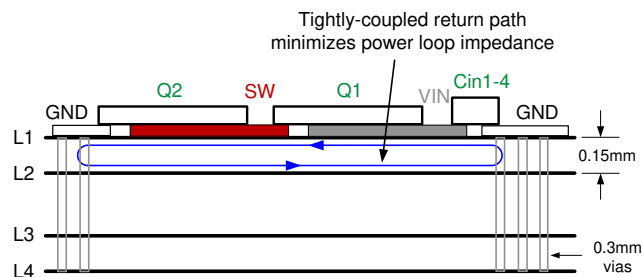 Tightly-coupled return path
minimizes power loop impedance
GND
Q2
SW
Q1
VIN
Cin1-4
GND
L1
0.15mm
L2
L3
0.3mm
vias
L4